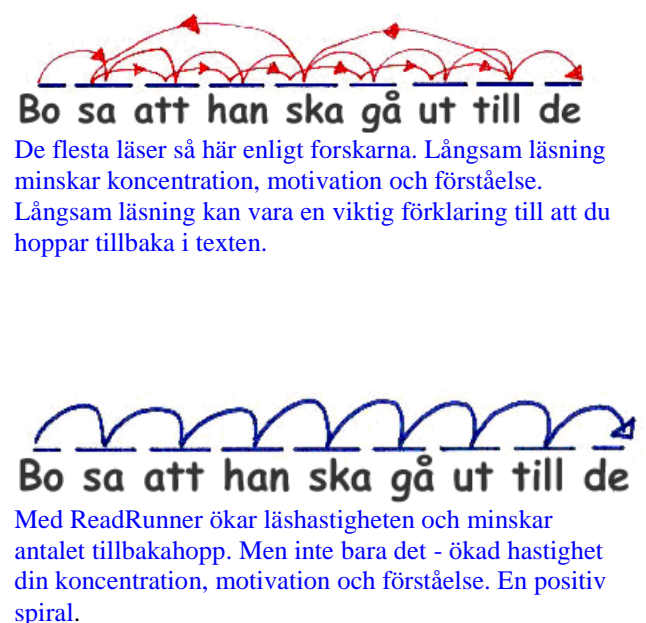 Bo sa att han ska gå ut till de
De flesta läser så här enligt forskarna. Långsam läsning
minskar koncentration, motivation och förståelse.
Långsam läsning kan vara en viktig förklaring till att du
hoppar tillbaka i texten.
Bo sa att han ska gå ut till de
Med ReadRunner ökar läshastigheten och minskar
antalet tillbakahopp. Men inte bara det - ökad hastighet
din koncentration, motivation och förståelse. En positiv
spiral.